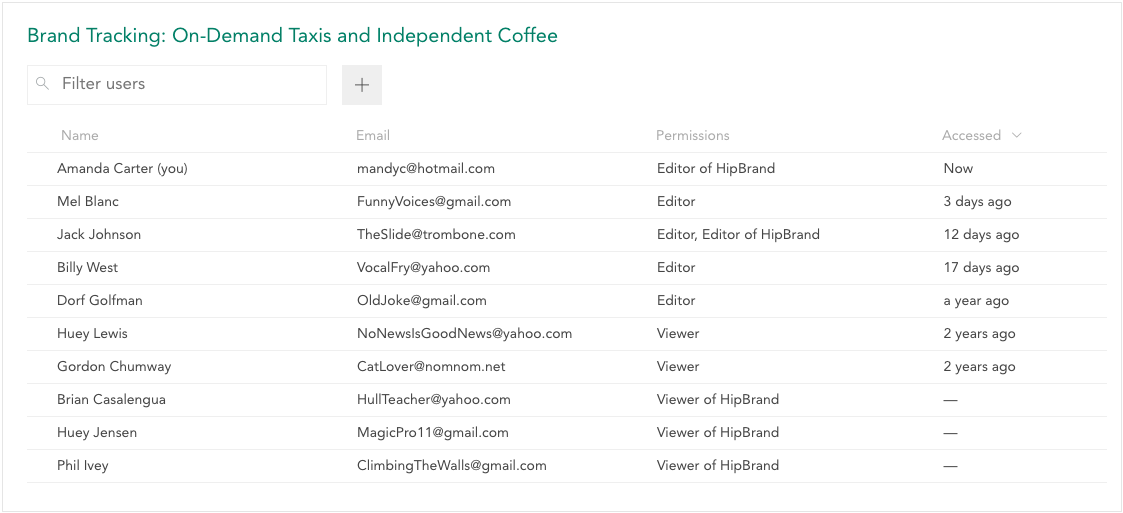 Brand Tracking: On-Demand Taxis and Independent Coffee
Filter users
Name Email Permissions Accessed
Amanda Carter (you) mandyc@hotmail.com Editor of HipBrand Now
Mel Blanc FunnyVoices@gmail.com Editor 3 days ago
Jack Johnson TheSlide@trombone.com Editor, Editor of HipBrand 12 days ago
Billy West VocalFry@yahoo.com Editor 17 days ago
Dorf Golfman OldJoke@gmail.com Editor a year ago
Huey Lewis NoNewsIsGoodNews@yahoo.com Viewer 2 years ago
Gordon Chumway CatLover@nomnom.net Viewer 2 years ago
Brian Casalengua HullTeacher@yahoo.com Viewer of HipBrand —
Huey Jensen MagicPro11@gmail.com Viewer of HipBrand —
Phil Ivey ClimbingTheWalls@gmail.com Viewer of HipBrand —